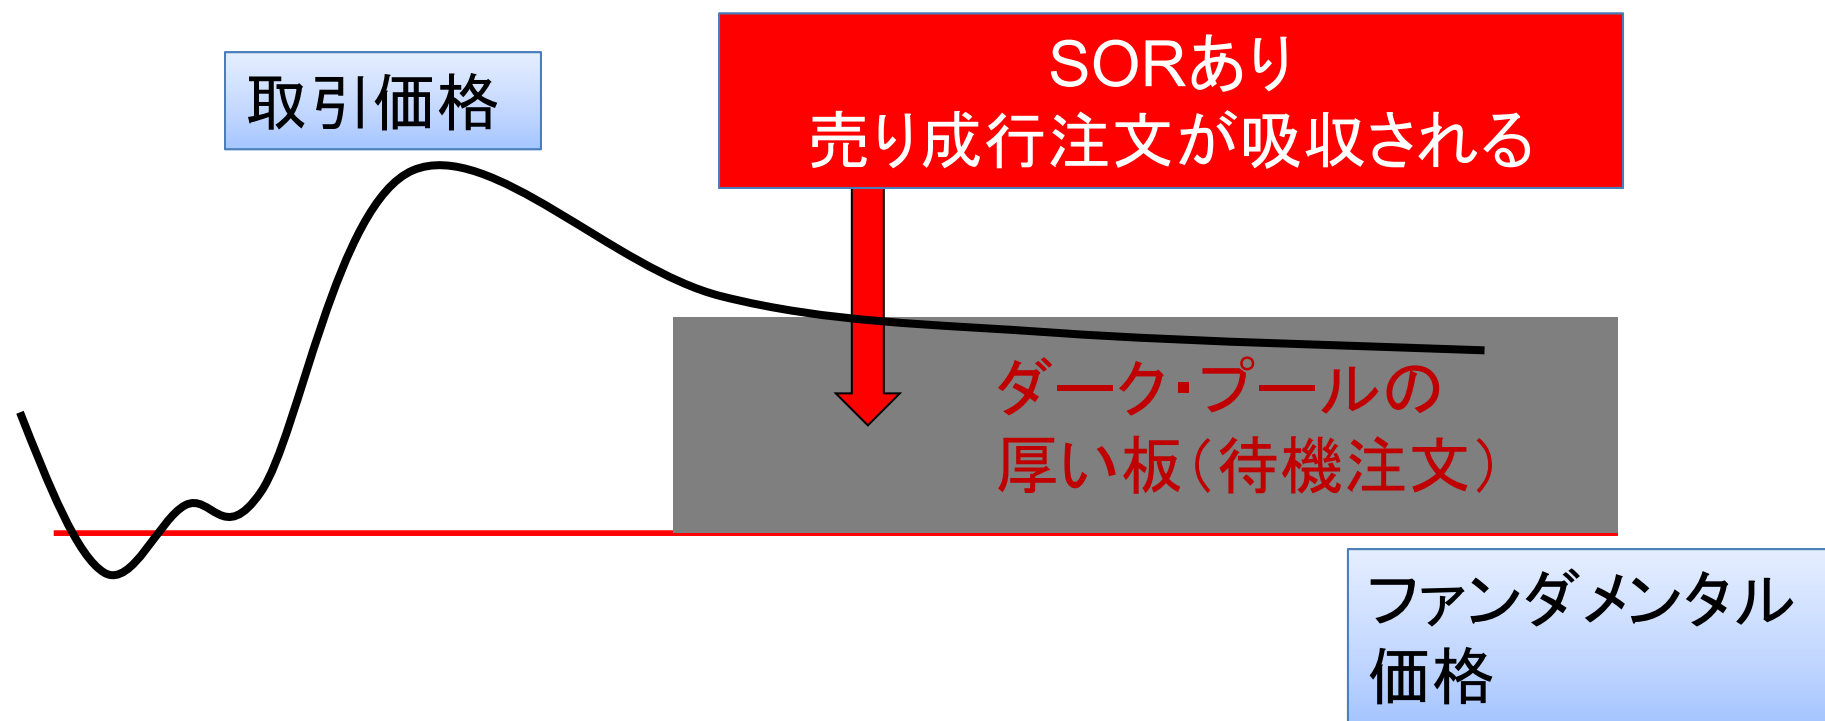 取引価格
SORあり
売り成行注文が吸収される
ダーク・プールの
厚い板(待機注文)
ファンダメンタル
価格